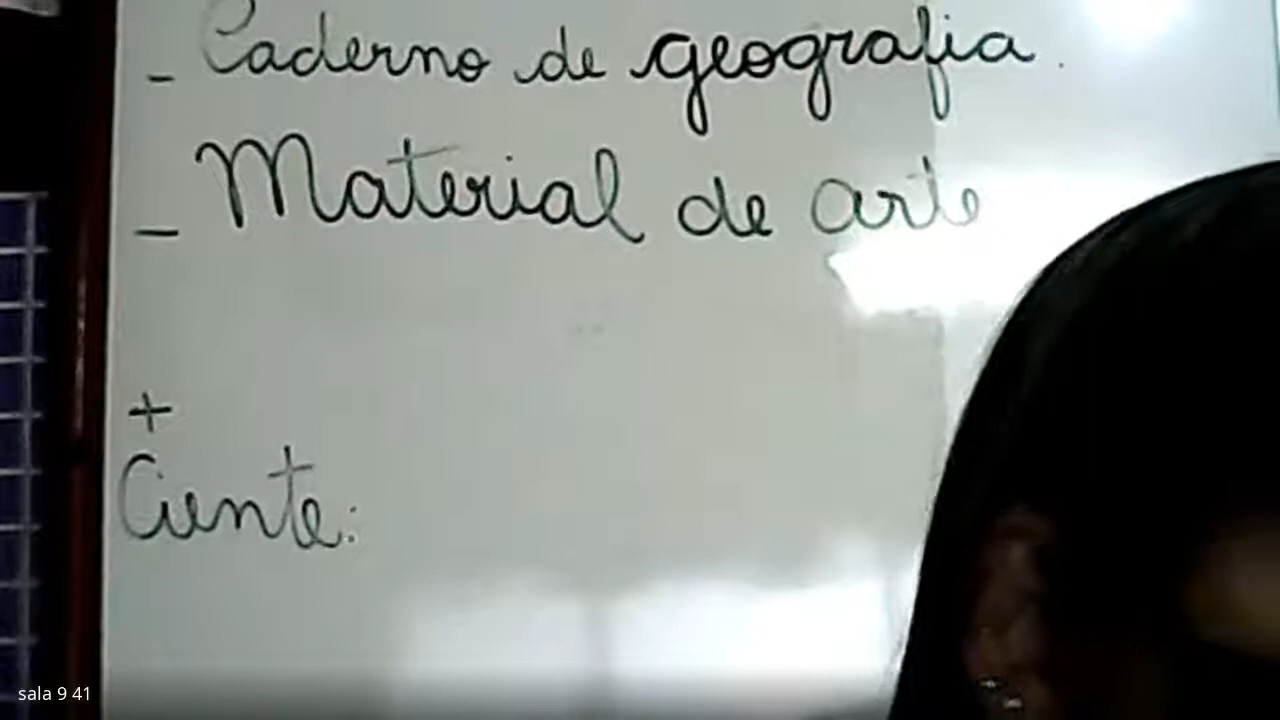 - Caderno de geografia.
- Material de arte
+
Ciente:
sala 9 41